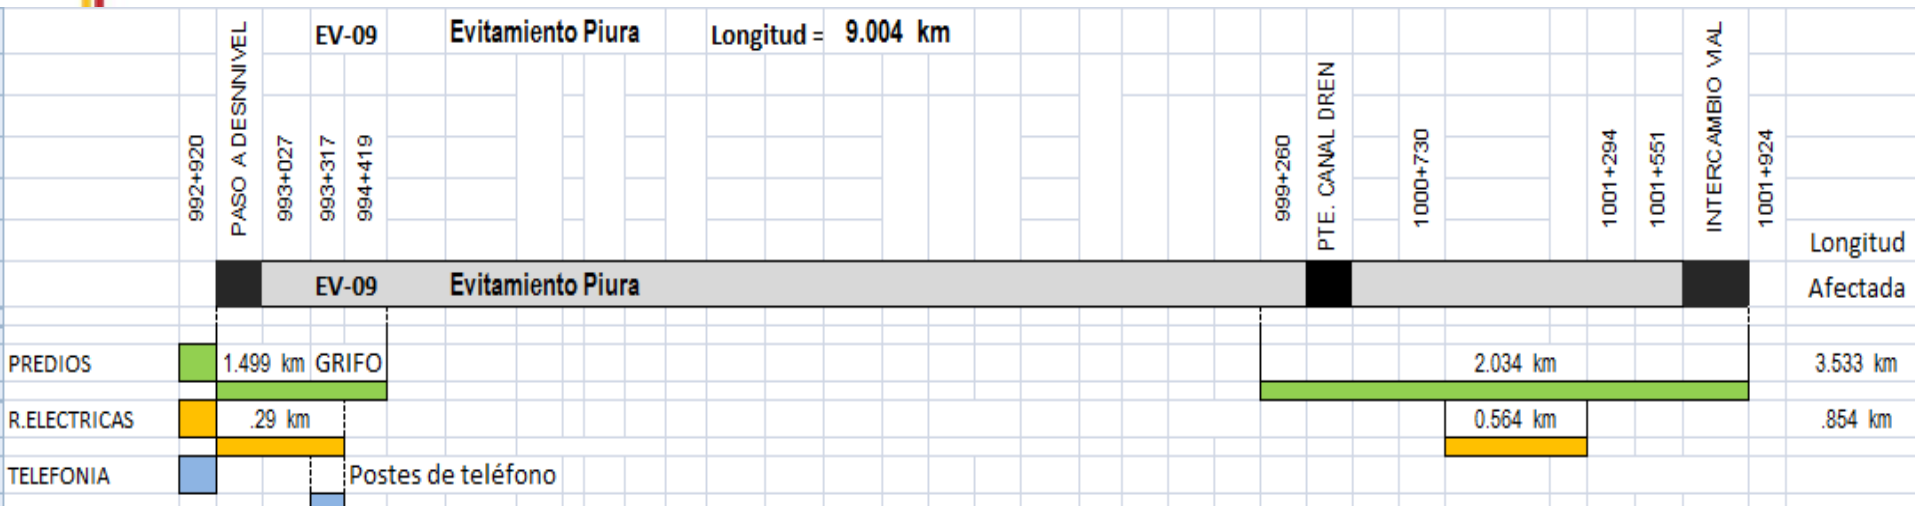 EV-09 Evitamiento Piura Longitud = 9.004 km
992+920
PASO A DESNNIVEL
993+027
993+317
994+419
999+260
PTE. CANAL DREN
1000+730
1001+294
1001+551
INTERCAMBIO VIAL
1001+924
Longitud
Afectada
EV-09 Evitamiento Piura
PREDIOS 1.499 km GRIFO 2.034 km 3.533 km
R.ELECTRICAS .29 km 0.564 km .854 km
TELEFONIA Postes de teléfono